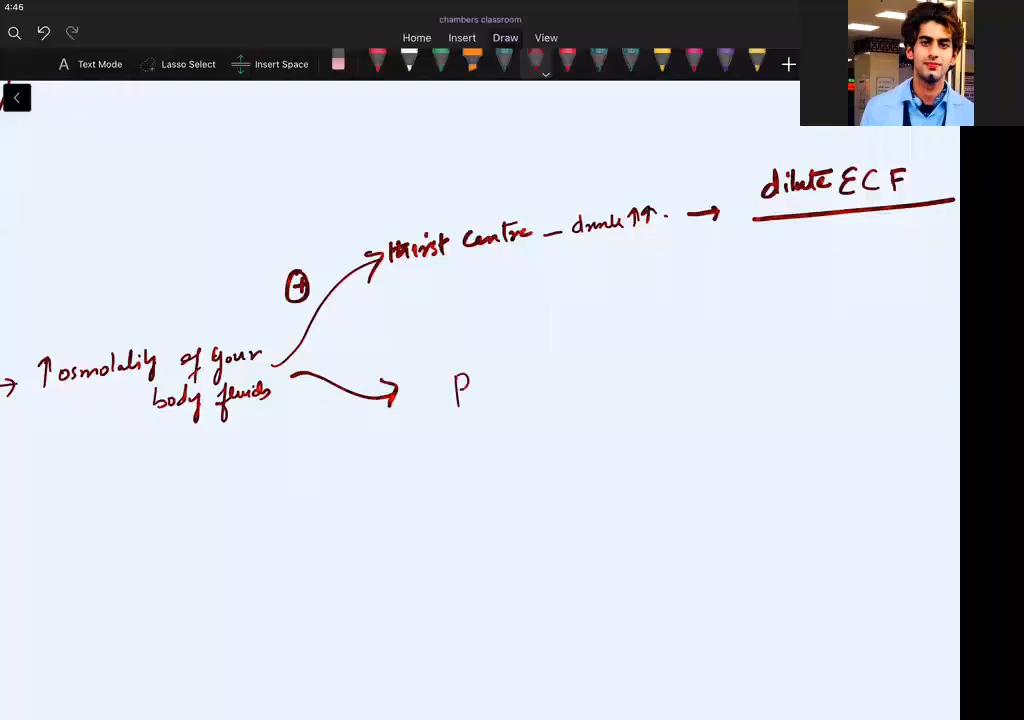 4:46
chambers classroom
Home Insert Draw View
A Text Mode Lasso Select Insert Space
dilute ECF
thirst centre – drink ↑↑. →
+
→ ↑ osmolality of your
body fluids
P